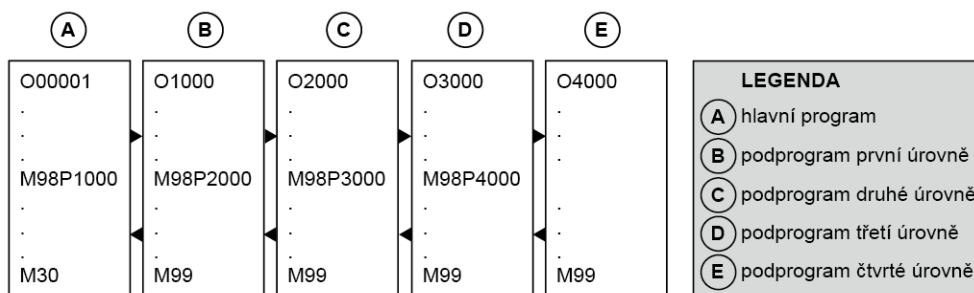 A B C D E
O00001
.
.
.
M98P1000
.
.
.
M30
O1000
.
.
.
M98P2000
.
.
.
M99
O2000
.
.
.
M98P3000
.
.
.
M99
O3000
.
.
.
M98P4000
.
.
.
M99
O4000
.
.
.
.
.
.
.
M99
LEGENDA
A hlavní program
B podprogram první úrovně
C podprogram druhé úrovně
D podprogram třetí úrovně
E podprogram čtvrté úrovně